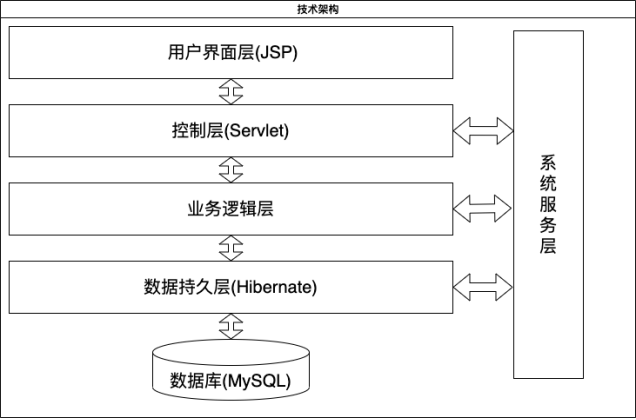 技术架构
用户界面层(JSP)
控制层(Servlet)
业务逻辑层
数据持久层(Hibernate)
数据库(MySQL)
系
统
服
务
层